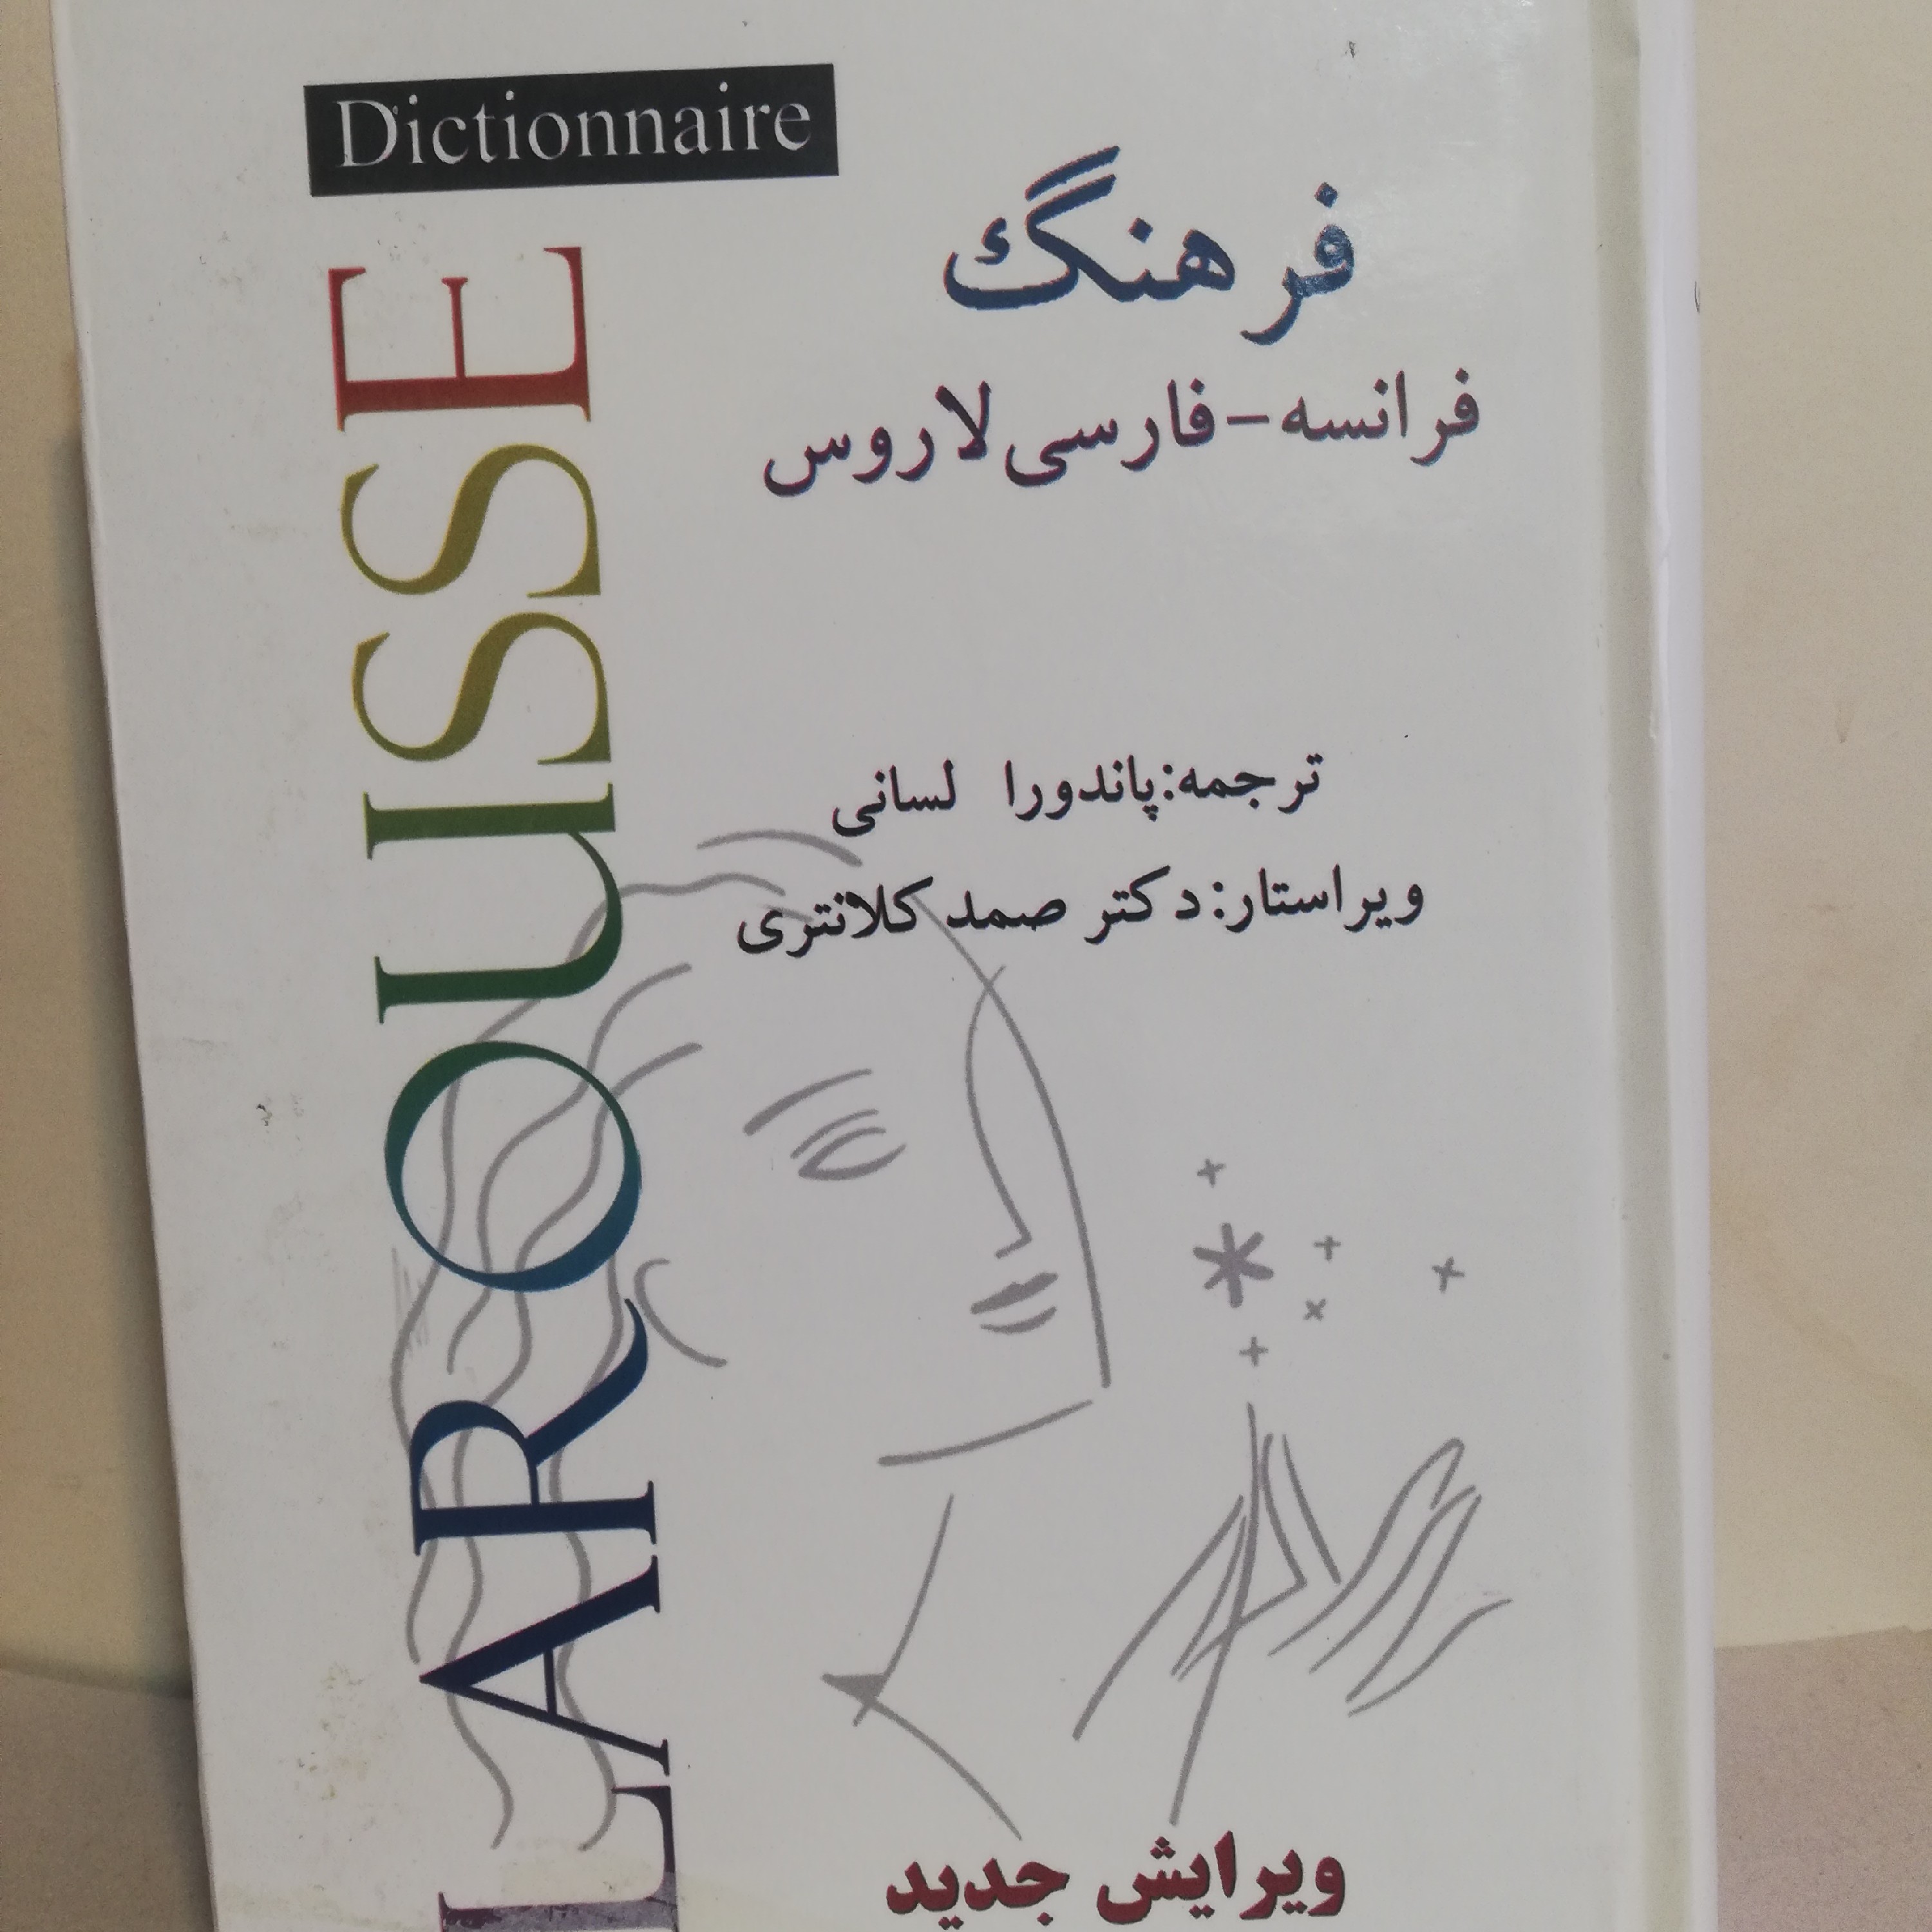 Dictionnaire
LAROUSSE
فرهنگ
فرانسه - فارسی لاروس
ترجمه: پاندورا لسانی
ویراستار: دکتر صمد کلانتری
ویرایش جدید